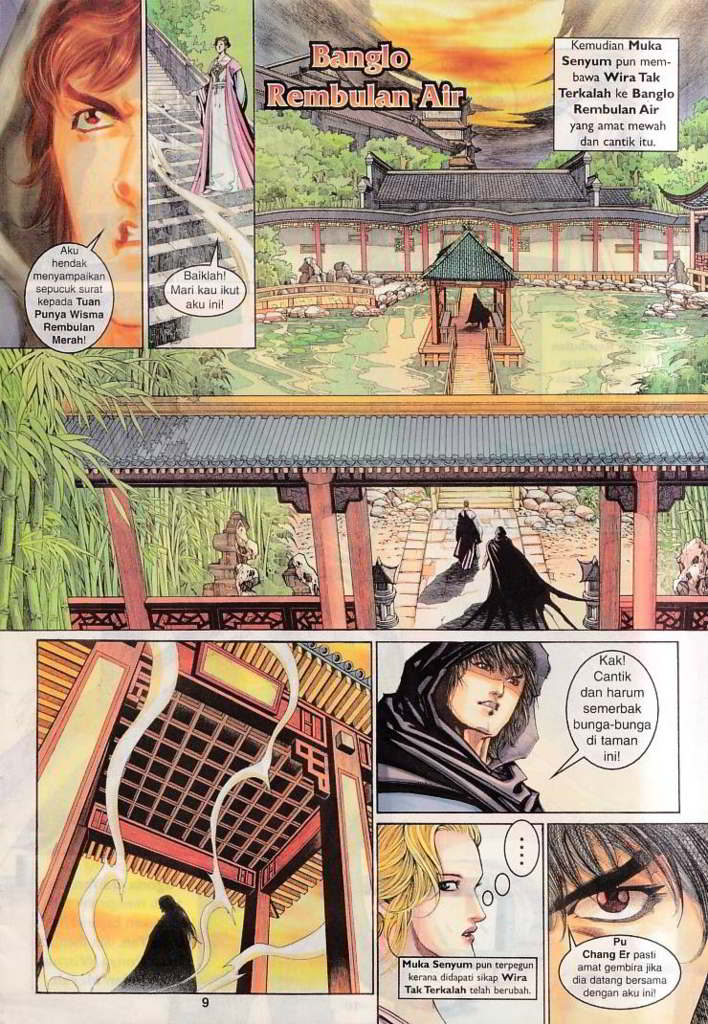 Aku
hendak
menyampaikan
sepucuk surat
kepada Tuan
Punya Wisma
Rembulan
Merah!
Baiklah!
Mari kau ikut
aku ini!
Banglo
Rembulan Air
Kemudian Muka
Senyum pun mem-
bawa Wira Tak
Terkalah ke Banglo
Rembulan Air
yang amat mewah
dan cantik itu.
Kak!
Cantik
dan harum
semerbak
bunga-bunga
di taman
ini!
Muka Senyum pun terpegun
kerana didapati sikap Wira
Tak Terkalah telah berubah.
Pu
Chang Er pasti
amat gembira jika
dia datang bersama
dengan aku ini!
9